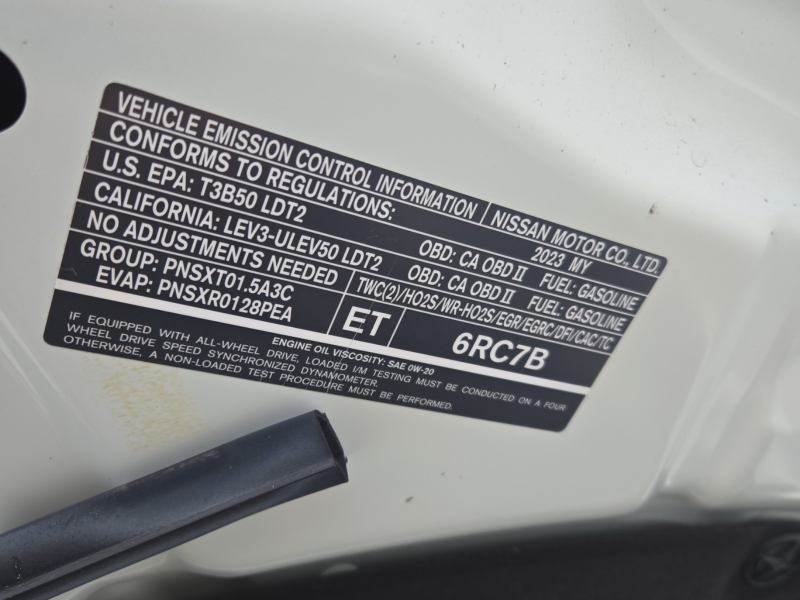 VEHICLE EMISSION CONTROL INFORMATION | NISSAN MOTOR CO., LTD.
CONFORMS TO REGULATIONS: 2023 MY
U.S. EPA: T3B50 LDT2 OBD: CA OBD II FUEL: GASOLINE
CALIFORNIA: LEV3-ULEV50 LDT2 OBD: CA OBD II FUEL: GASOLINE
NO ADJUSTMENTS NEEDED TWC(2)/HO2S/WR-HO2S/EGR/EGRC/DFI/CAC/TC
GROUP: PNSXT01.5A3C
EVAP: PNSXR0128PEA
ET 6RC7B
ENGINE OIL VISCOSITY: SAE 0W-20
IF EQUIPPED WITH ALL-WHEEL DRIVE, LOADED I/M TESTING MUST BE CONDUCTED ON A FOUR
WHEEL DRIVE SPEED SYNCHRONIZED DYNAMOMETER.
OTHERWISE, A NON-LOADED TEST PROCEDURE MUST BE PERFORMED.